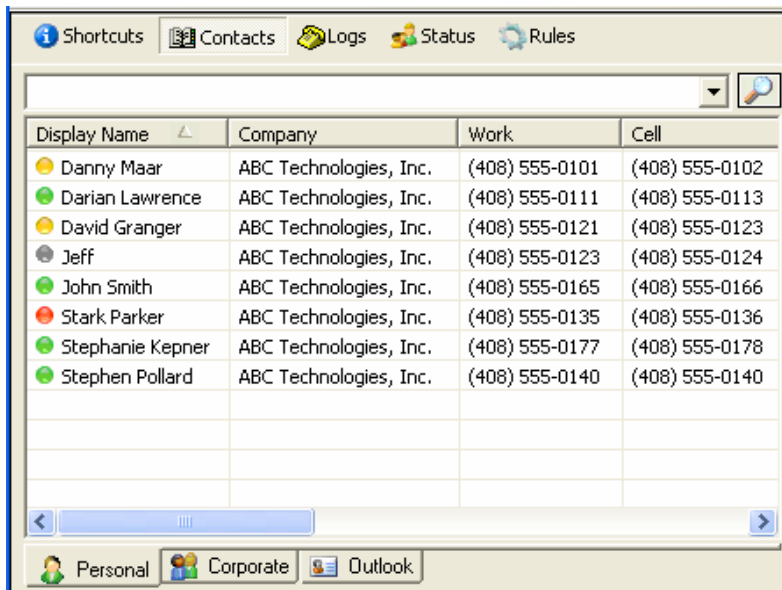 Shortcuts Contacts Logs Status Rules
Display Name Company Work Cell
Danny Maar ABC Technologies, Inc. (408) 555-0101 (408) 555-0102
Darian Lawrence ABC Technologies, Inc. (408) 555-0111 (408) 555-0113
David Granger ABC Technologies, Inc. (408) 555-0121 (408) 555-0123
Jeff ABC Technologies, Inc. (408) 555-0123 (408) 555-0124
John Smith ABC Technologies, Inc. (408) 555-0165 (408) 555-0166
Stark Parker ABC Technologies, Inc. (408) 555-0135 (408) 555-0136
Stephanie Kepner ABC Technologies, Inc. (408) 555-0177 (408) 555-0178
Stephen Pollard ABC Technologies, Inc. (408) 555-0140 (408) 555-0140
Personal Corporate Outlook